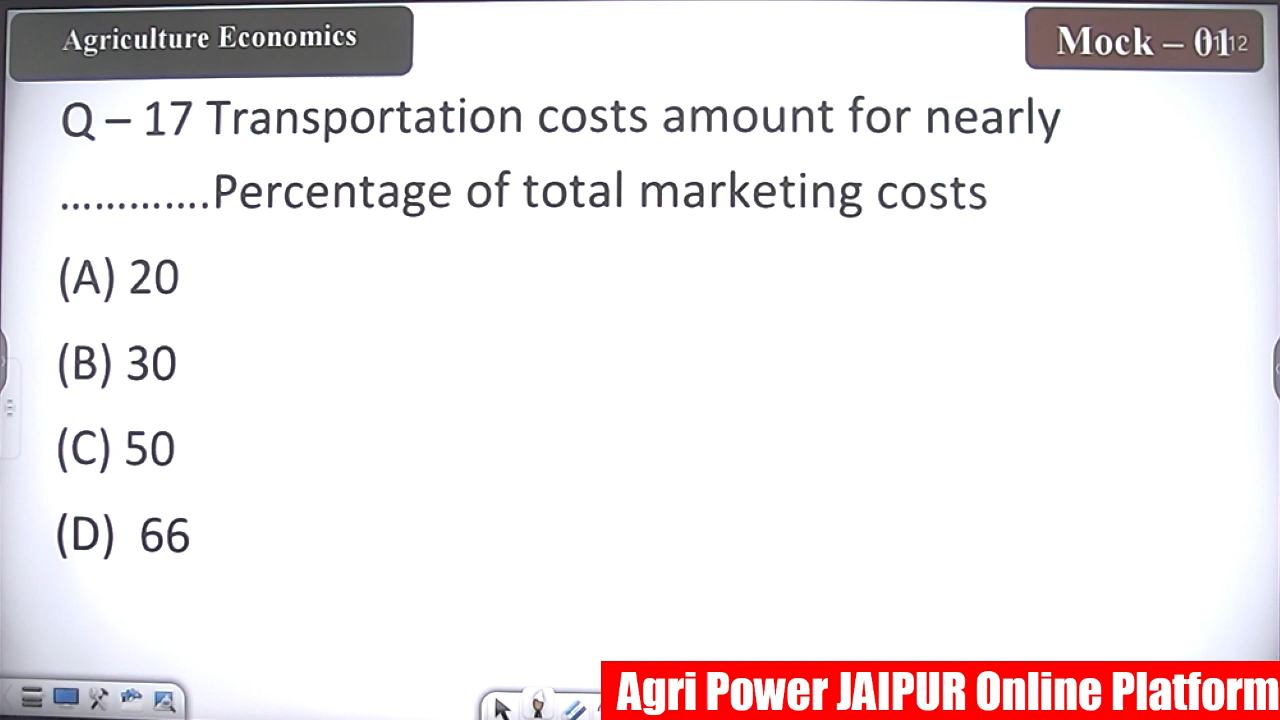 Agriculture Economics
Mock – 01
Q – 17 Transportation costs amount for nearly
.............Percentage of total marketing costs
(A) 20
(B) 30
(C) 50
(D) 66
Agri Power JAIPUR Online Platform